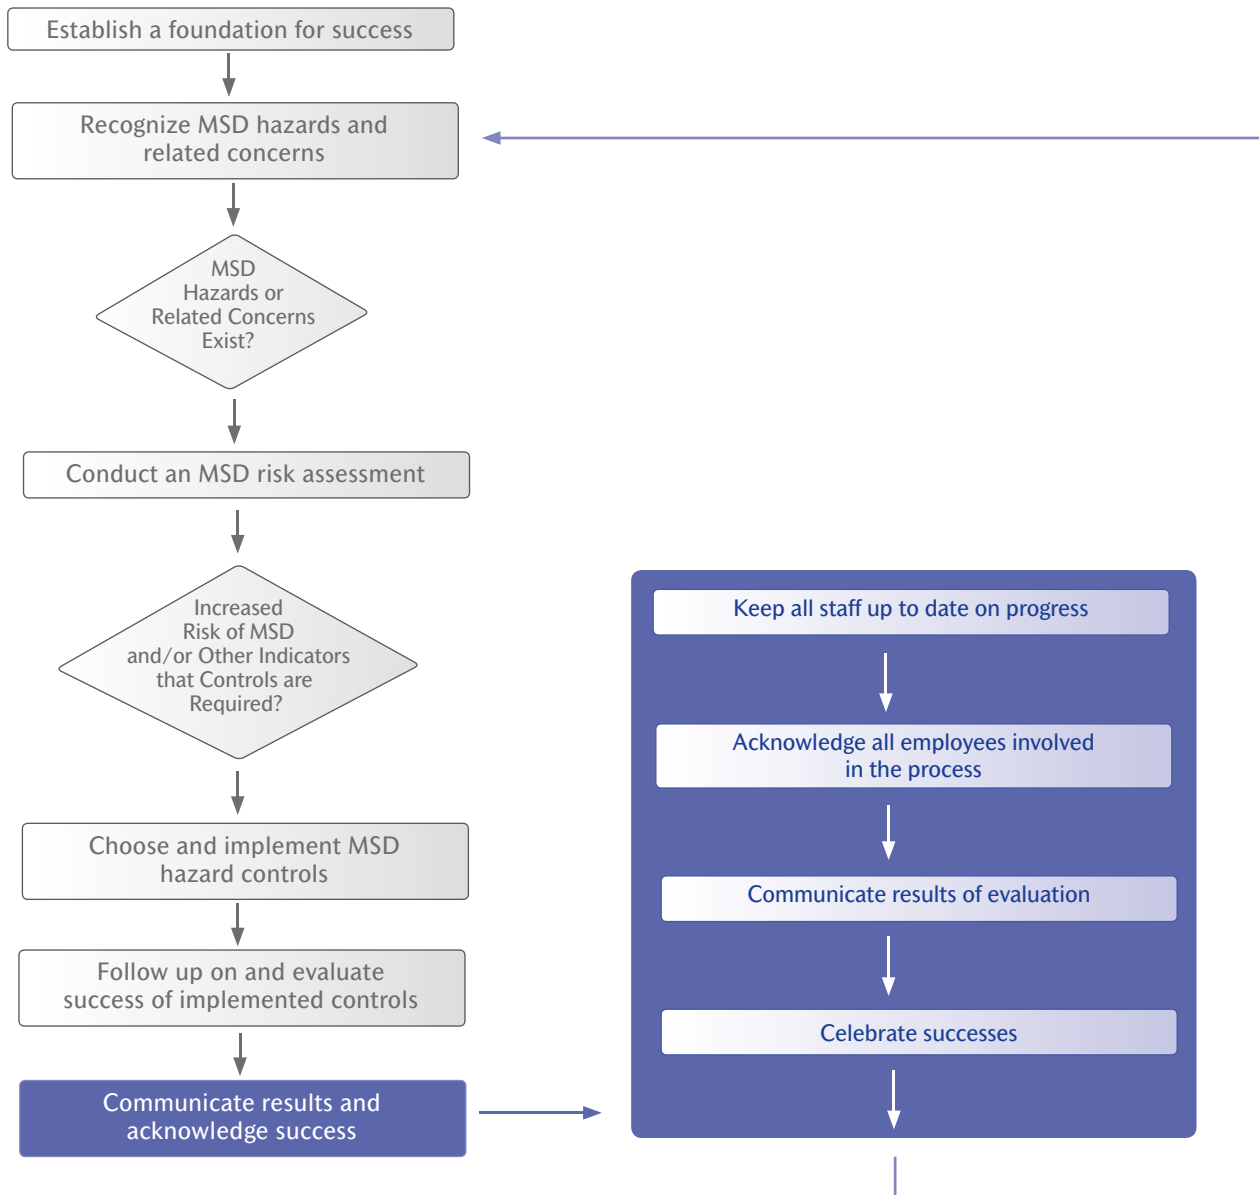 Establish a foundation for success
Recognize MSD hazards and
related concerns
MSD
Hazards or
Related Concerns
Exist?
Conduct an MSD risk assessment
Increased
Risk of MSD
and/or Other Indicators
that Controls are
Required?
Choose and implement MSD
hazard controls
Follow up on and evaluate
success of implemented controls
Communicate results and
acknowledge success
Keep all staff up to date on progress
Acknowledge all employees involved
in the process
Communicate results of evaluation
Celebrate successes